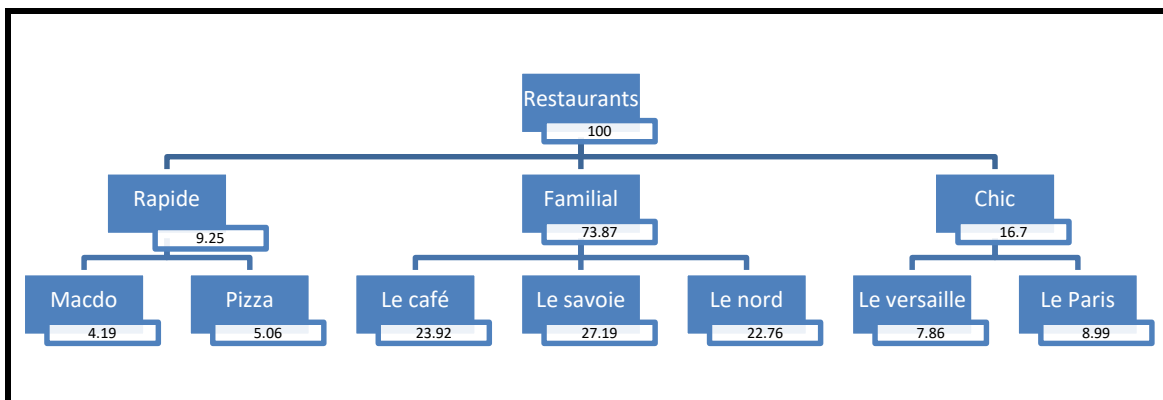 Restaurants
100
Rapide
9.25
Familial
73.87
Chic
16.7
Macdo
4.19
Pizza
5.06
Le café
23.92
Le savoie
27.19
Le nord
22.76
Le versaille
7.86
Le Paris
8.99